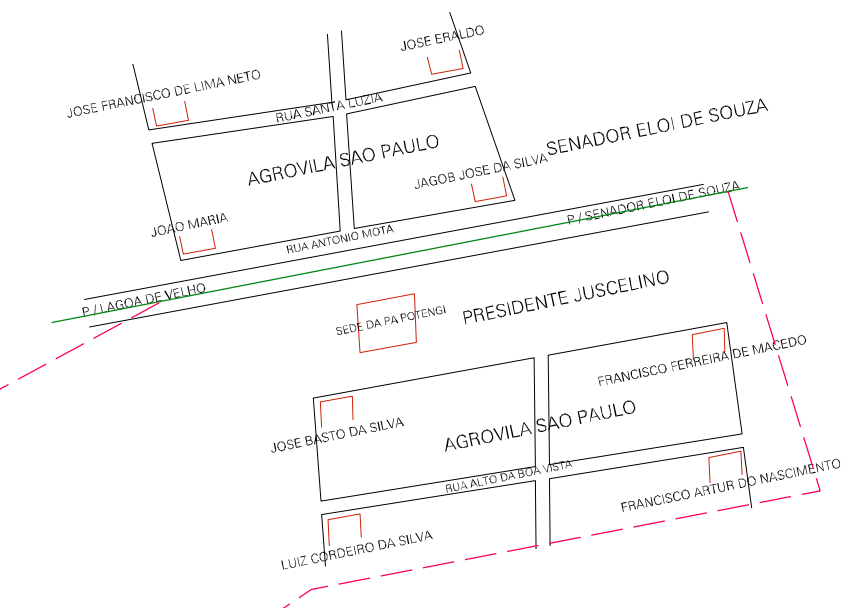 JOSE ERALDO
JOSE FRANCISCO DE LIMA NETO
RUA SANTA LUZIA
SENADOR ELOI DE SOUZA
AGROVILA SAO PAULO
JAGOB JOSE DA SILVA
P / SENADOR ELOI DE SOUZA
JOAO MARIA
RUA ANTONIO MOTA
P / LAGOA DE VELHO
PRESIDENTE JUSCELINO
SEDE DA PA POTENGI
FRANCISCO FERREIRA DE MACEDO
JOSE BASTO DA SILVA
AGROVILA SAO PAULO
RUA ALTO DA BOA VISTA
FRANCISCO ARTUR DO NASCIMENTO
LUIZ CORDEIRO DA SILVA